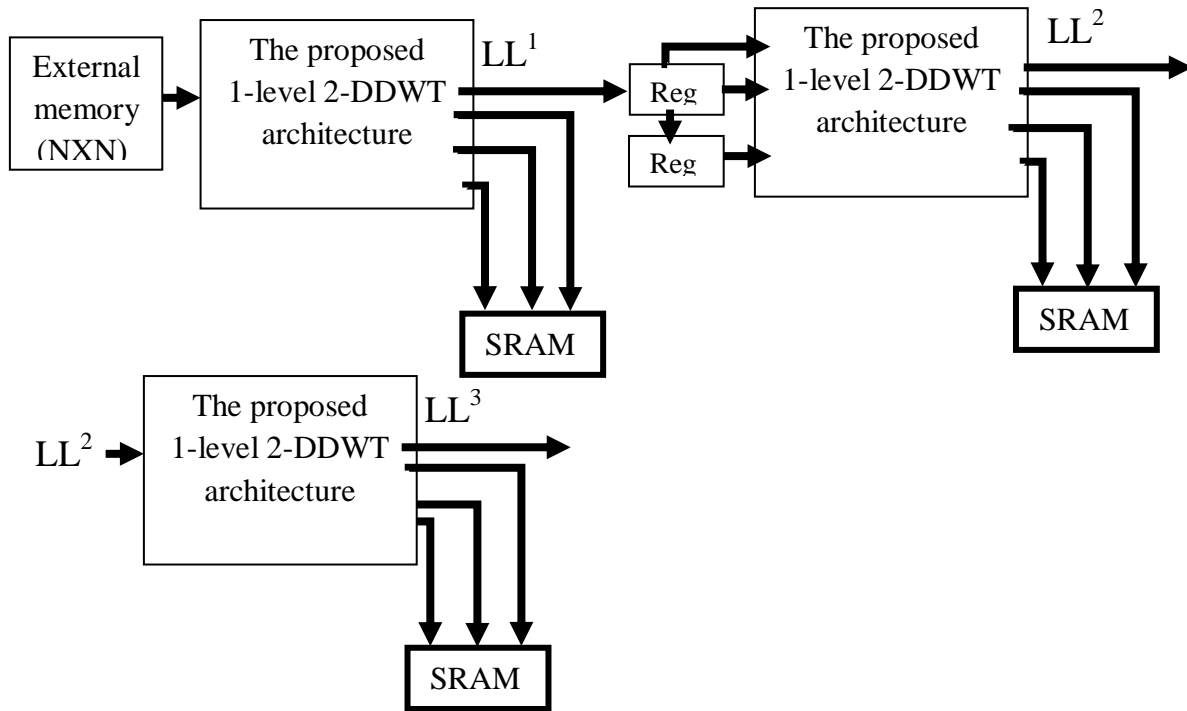 External
memory
(NXN)
The proposed
1-level 2-DDWT
architecture
LL¹
Reg
Reg
The proposed
1-level 2-DDWT
architecture
LL²
SRAM
SRAM
LL²
The proposed
1-level 2-DDWT
architecture
LL³
SRAM